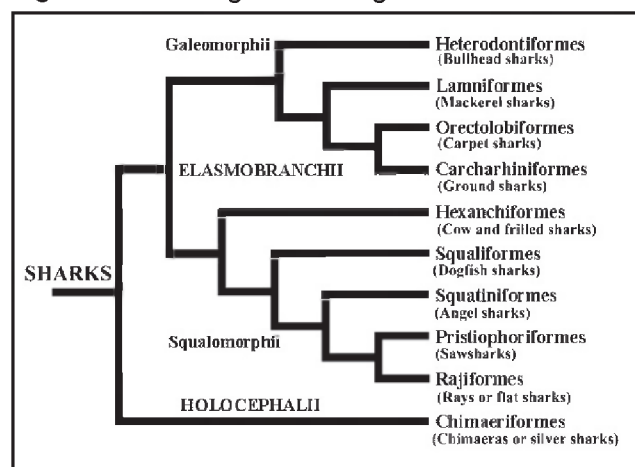 Galeomorphii
Heterodontiformes
(Bullhead sharks)
Lamniformes
(Mackerel sharks)
Orectolobiformes
(Carpet sharks)
ELASMOBRANCHII
Carcharhiniformes
(Ground sharks)
Hexanchiformes
(Cow and frilled sharks)
Squaliformes
(Dogfish sharks)
SHARKS
Squatiniformes
(Angel sharks)
Squalomorphii
Pristiophoriformes
(Sawsharks)
Rajiformes
(Rays or flat sharks)
HOLOCEPHALII
Chimaeriformes
(Chimaeras or silver sharks)